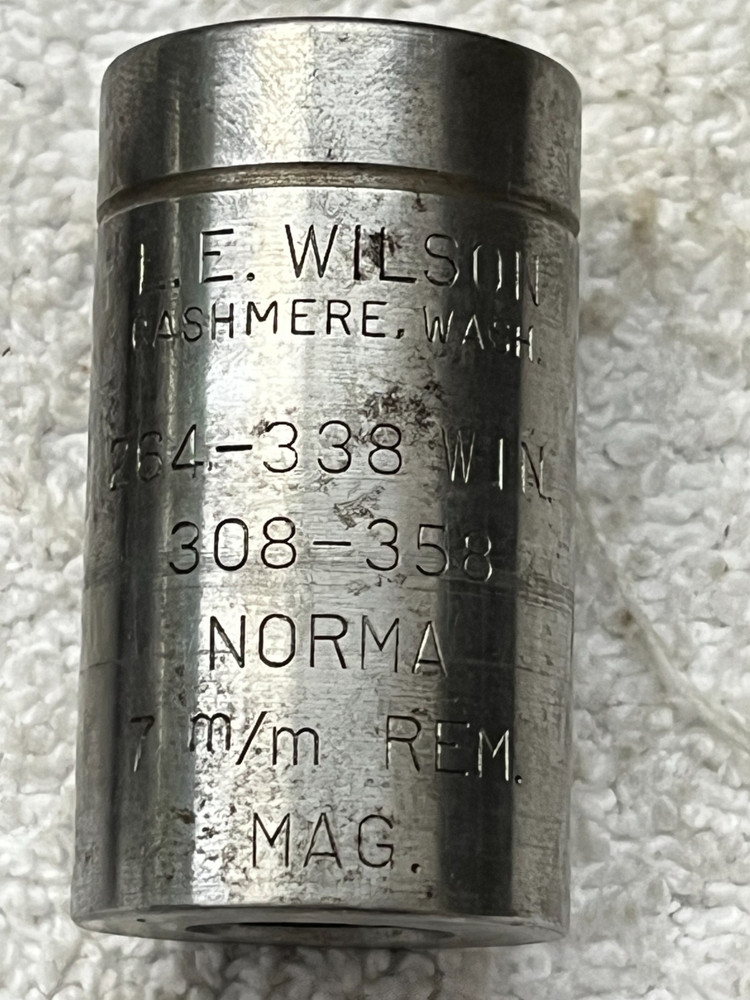 L.E. WILSON
CASHMERE, WASH.
264-338 WIN.
308-358
NORMA
7 m/m REM.
MAG.